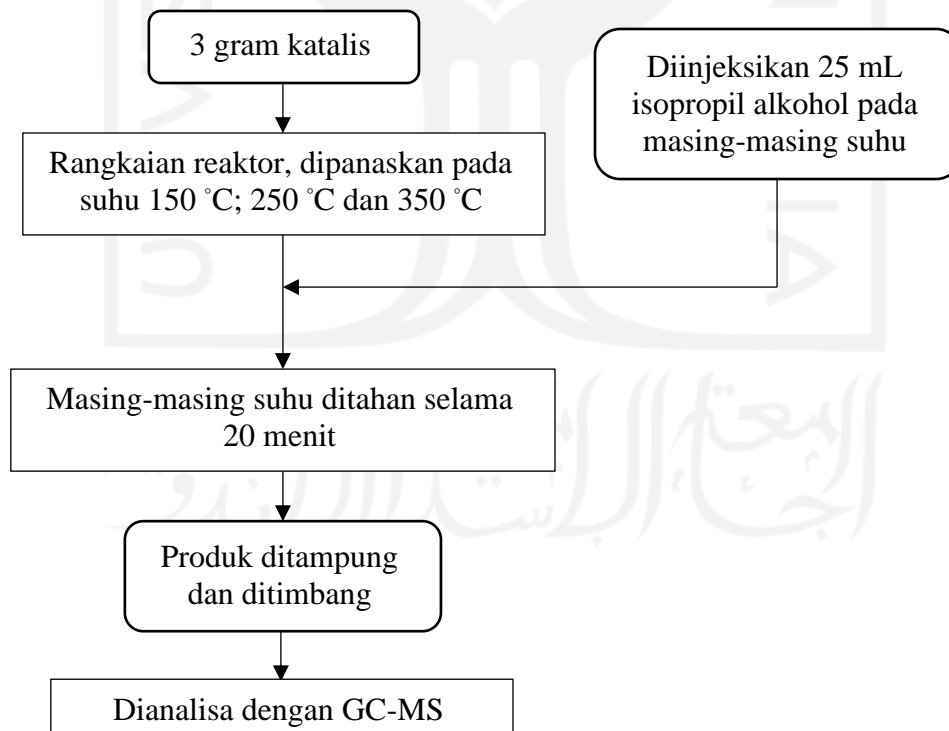 3 gram katalis
Diinjeksikan 25 mL
isopropil alkohol pada
masing-masing suhu
Rangkaian reaktor, dipanaskan pada
suhu 150 °C; 250 °C dan 350 °C
Masing-masing suhu ditahan selama
20 menit
Produk ditampung
dan ditimbang
Dianalisa dengan GC-MS